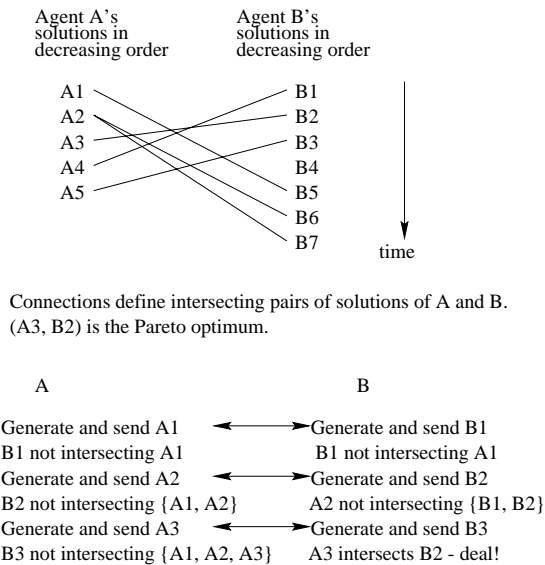 Agent A's
solutions in
decreasing order
Agent B's
solutions in
decreasing order
A1
A2
A3
A4
A5
B1
B2
B3
B4
B5
B6
B7
time
Connections define intersecting pairs of solutions of A and B.
(A3, B2) is the Pareto optimum.
A B
Generate and send A1 Generate and send B1
B1 not intersecting A1 B1 not intersecting A1
Generate and send A2 Generate and send B2
B2 not intersecting {A1, A2} A2 not intersecting {B1, B2}
Generate and send A3 Generate and send B3
B3 not intersecting {A1, A2, A3} A3 intersects B2 - deal!